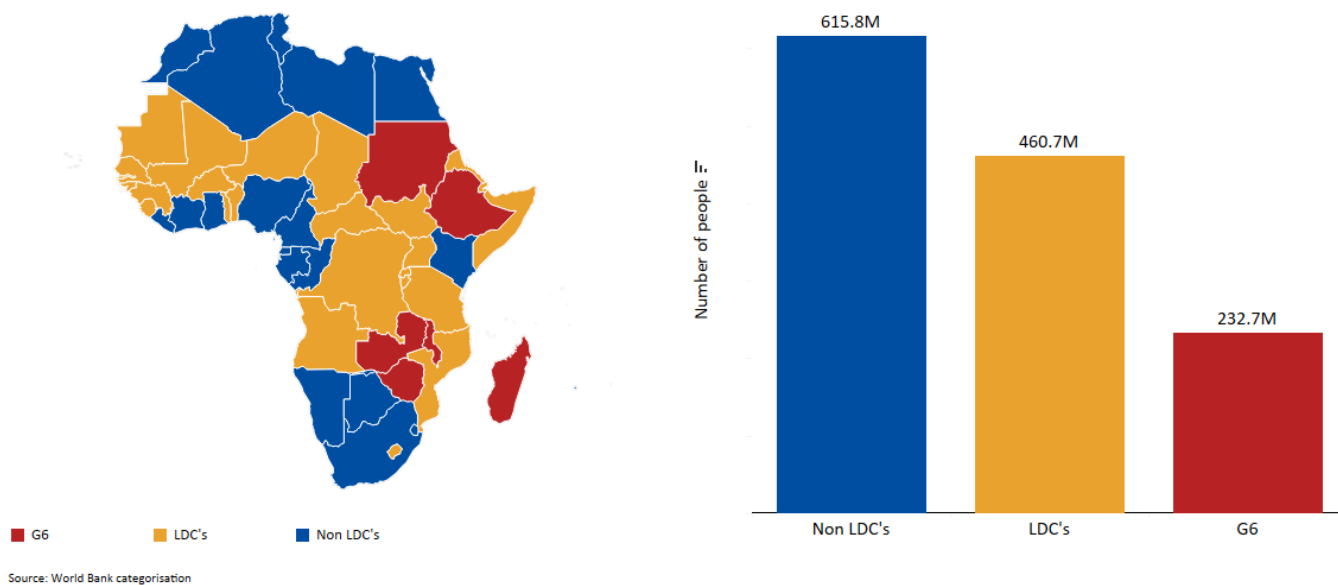 615.8M
460.7M
232.7M
Number of people
Non LDC's
LDC's
G6
G6
LDC's
Non LDC's
Source: World Bank categorisation